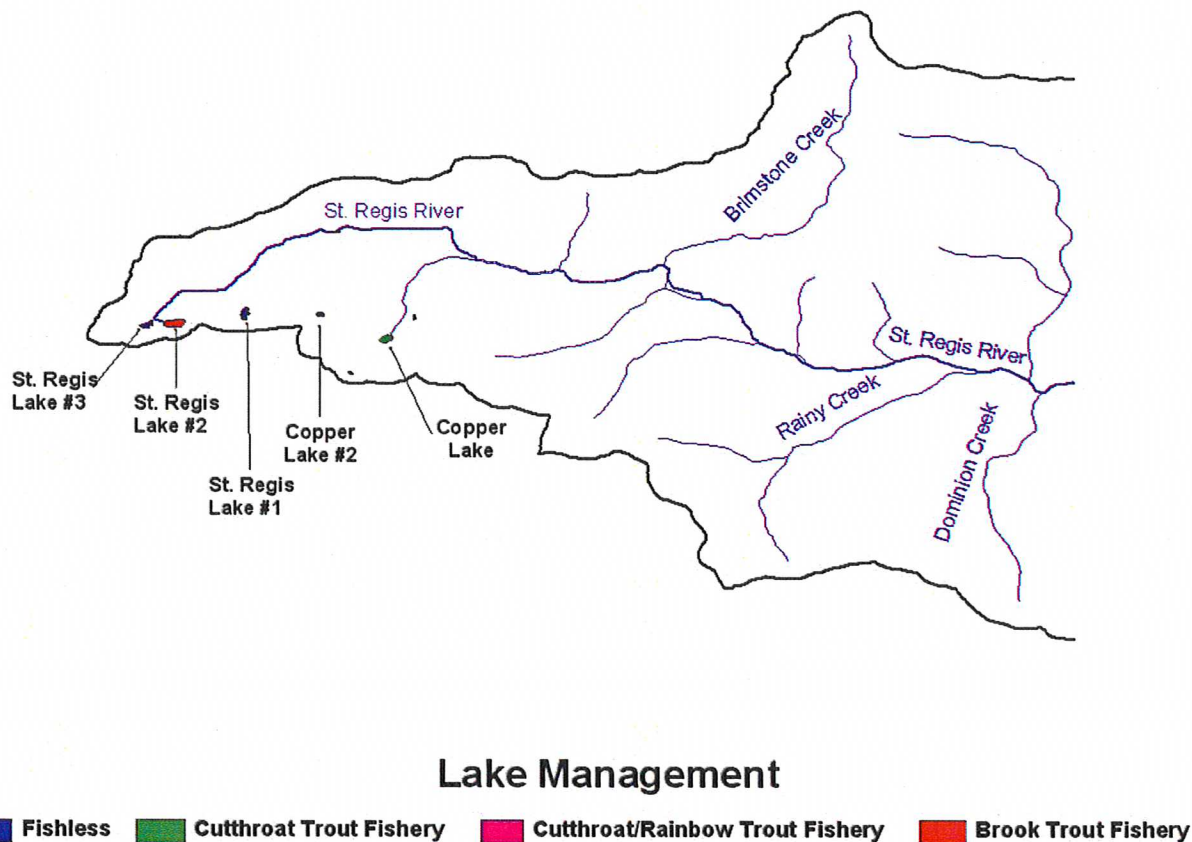 Brimstone Creek
St. Regis River
St. Regis River
St. Regis
Lake #3
St. Regis
Lake #2
Copper
Lake #2
Copper
Lake
Rainy Creek
Dominion Creek
St. Regis
Lake #1
Lake Management
Fishless
Cutthroat Trout Fishery
Cutthroat/Rainbow Trout Fishery
Brook Trout Fishery